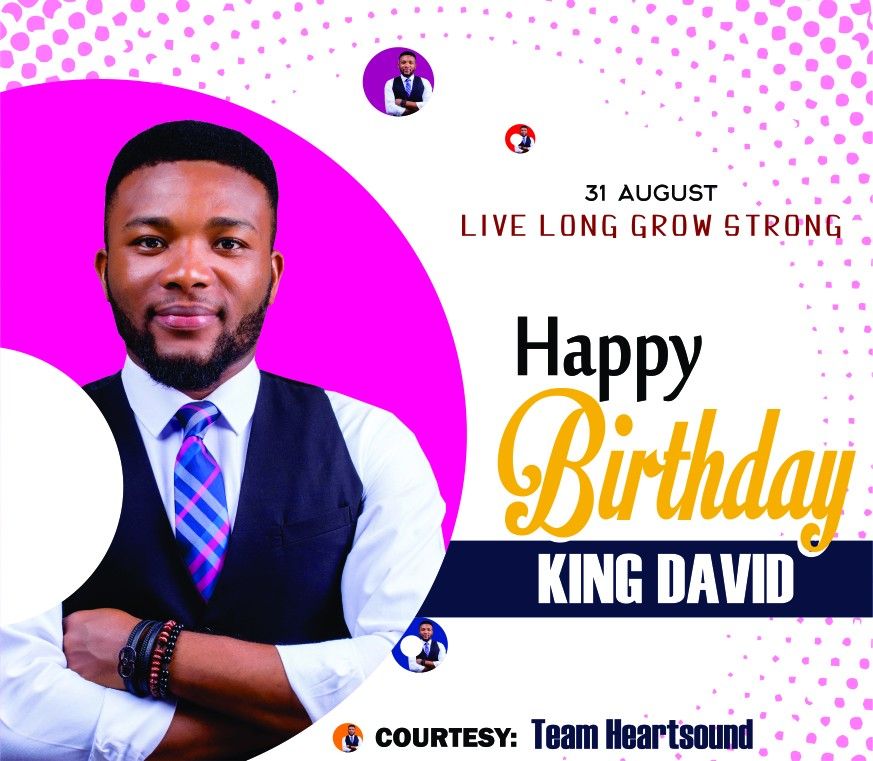 31 AUGUST
LIVE LONG GROW STRONG
Happy
Birthday
KING DAVID
COURTESY: Team Heartsound